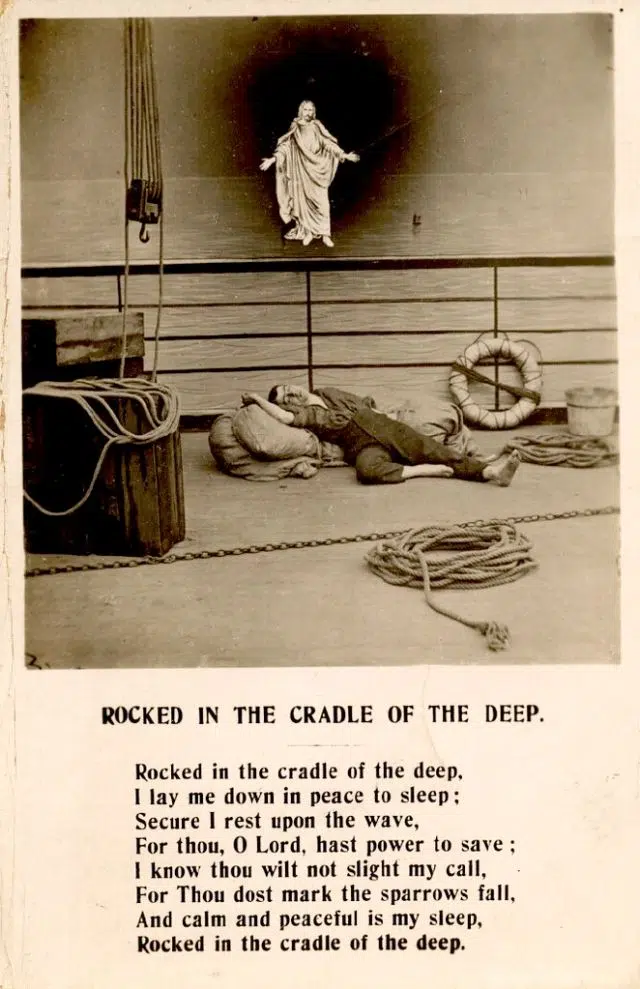 ROCKED IN THE CRADLE OF THE DEEP.
Rocked in the cradle of the deep,
I lay me down in peace to sleep;
Secure I rest upon the wave,
For thou, O Lord, hast power to save;
I know thou wilt not slight my call,
For Thou dost mark the sparrows fall,
And calm and peaceful is my sleep,
Rocked in the cradle of the deep.